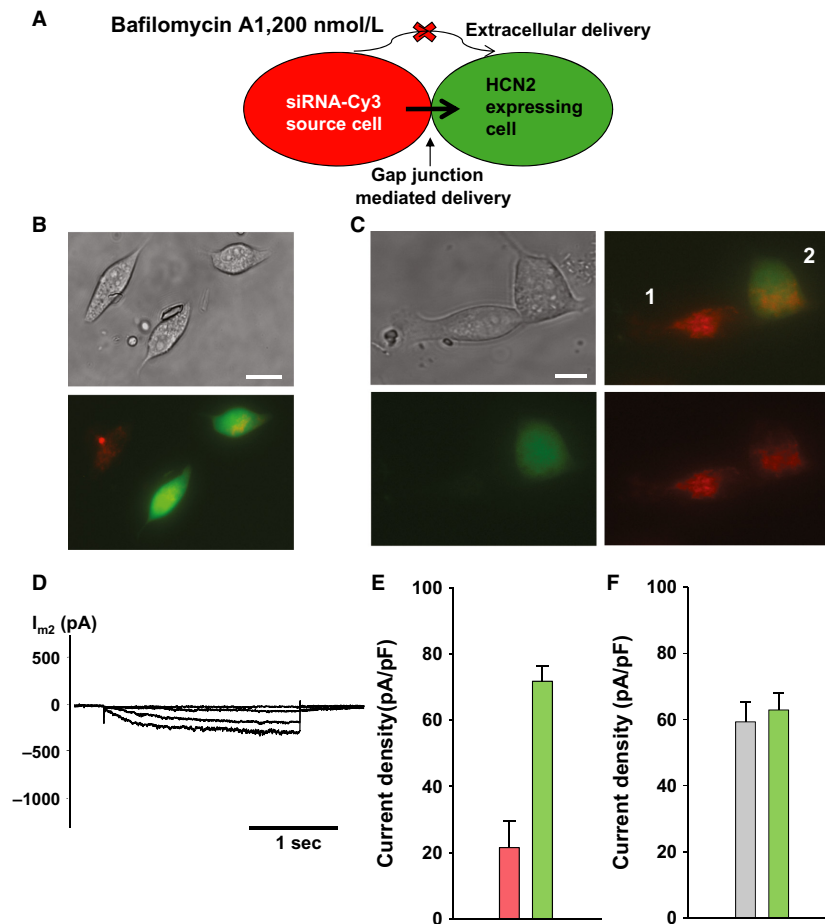 A
Bafilomycin A1,200 nmol/L
Extracellular delivery
siRNA-Cy3
source cell
HCN2
expressing
cell
Gap junction
mediated delivery
B
C
1
2
D
Im2 (pA)
500
0
–500
–1000
1 sec
E
Current density(pA/pF)
100
80
60
40
20
0
F
Current density (pA/pF)
100
80
60
40
20
0